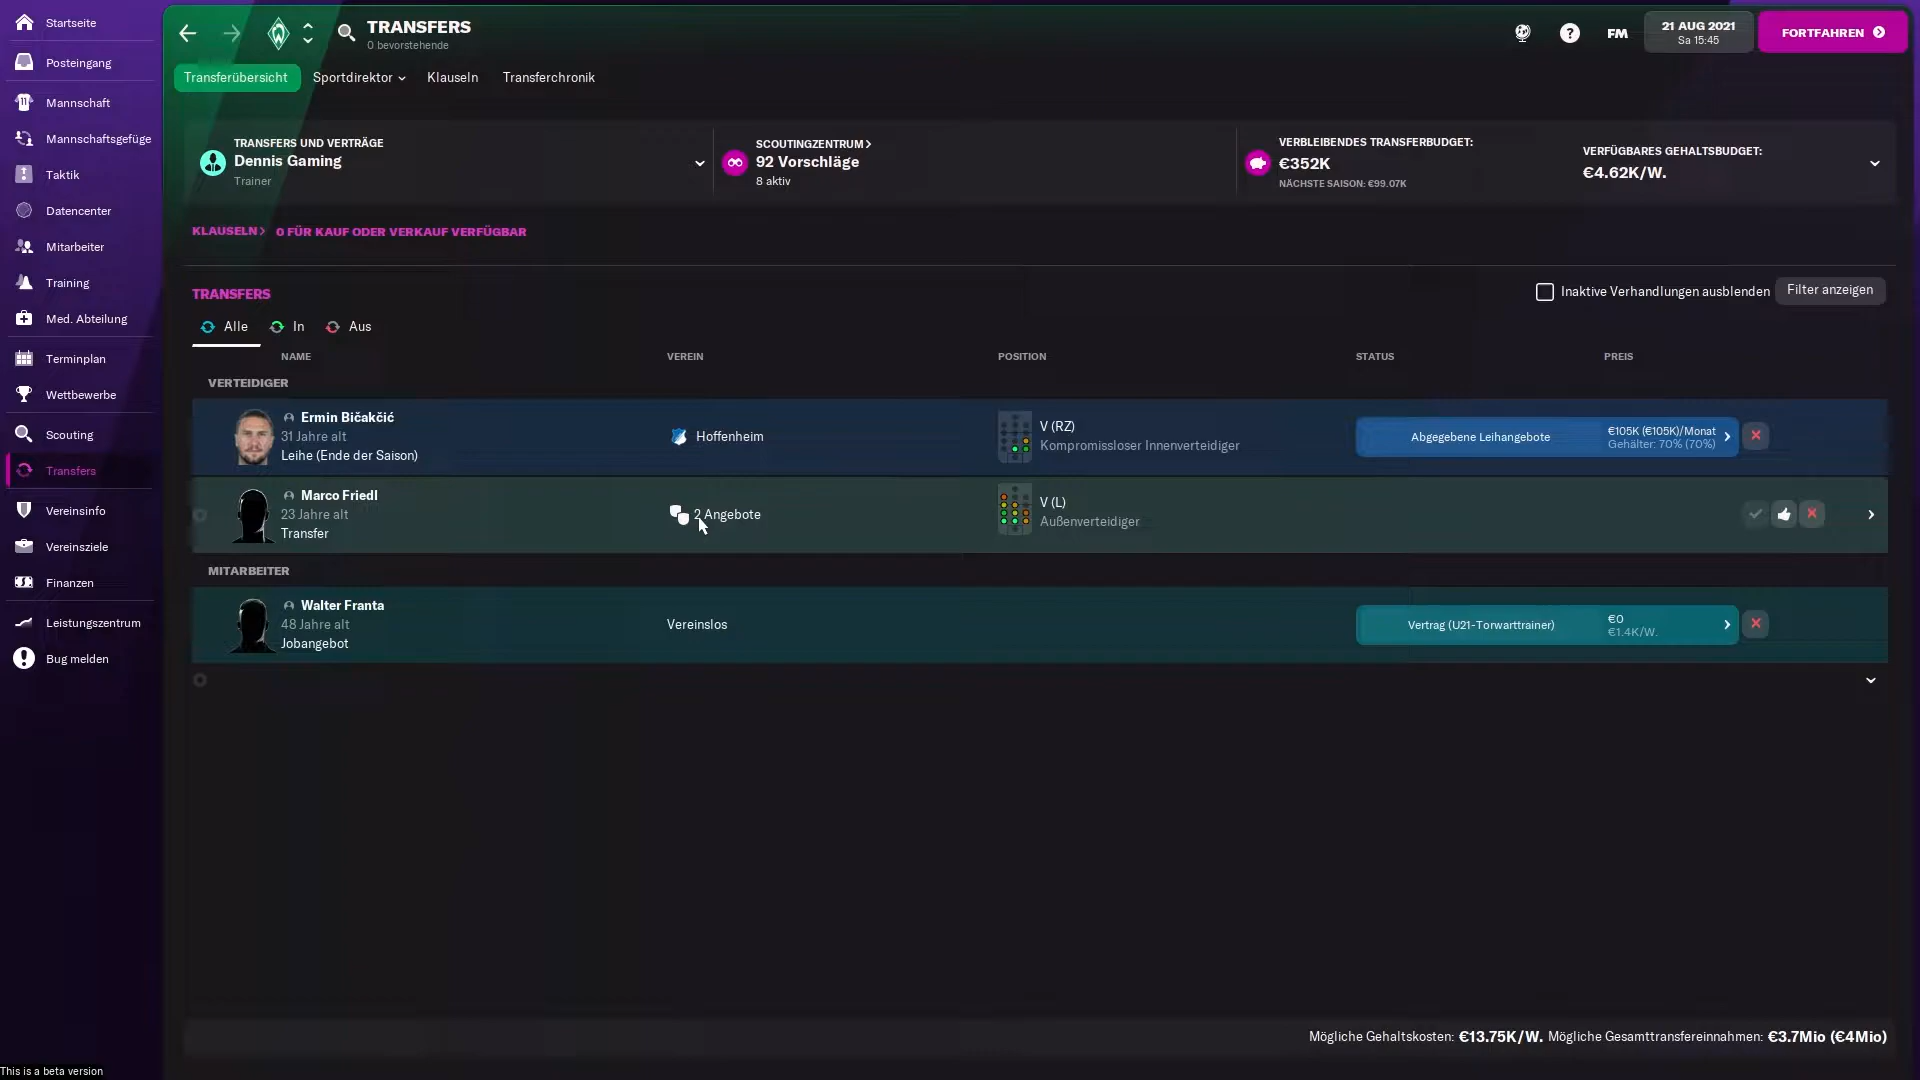 Startseite
Posteingang
Mannschaft
Mannschaftsgefüge
Taktik
Datencenter
Mitarbeiter
Training
Med. Abteilung
Terminplan
Wettbewerbe
Scouting
Transfers
Vereinsinfo
Vereinsziele
Finanzen
Leistungszentrum
Bug melden
This is a beta version
TRANSFERS
0 bevorstehende
FM
21 AUG 2021
Sa 15:45
FORTFAHREN
Transferübersicht Sportdirektor Klauseln Transferchronik
TRANSFERS UND VERTRÄGE
Dennis Gaming
Trainer
SCOUTINGZENTRUM
92 Vorschläge
8 aktiv
VERBLEIBENDES TRANSFERBUDGET:
€352K
NÄCHSTE SAISON: €99.07K
VERFÜGBARES GEHALTSBUDGET:
€4.62K/W.
KLAUSELN 0 FÜR KAUF ODER VERKAUF VERFÜGBAR
TRANSFERS
Inaktive Verhandlungen ausblenden Filter anzeigen
Alle In Aus
NAME VEREIN POSITION STATUS PREIS
VERTEIDIGER
Ermin Bičakčić
31 Jahre alt
Leihe (Ende der Saison)
Hoffenheim
V (RZ)
Kompromissloser Innenverteidiger
Abgegebene Leihangebote
€105K (€105K)/Monat
Gehälter: 70% (70%)
Marco Friedl
23 Jahre alt
Transfer
2 Angebote
V (L)
Außenverteidiger
MITARBEITER
Walter Franta
48 Jahre alt
Jobangebot
Vereinslos
Vertrag (U21-Torwarttrainer)
€0
€1.4K/W.
Mögliche Gehaltskosten: €13.75K/W. Mögliche Gesamttransfereinnahmen: €3.7Mio (€4Mio)